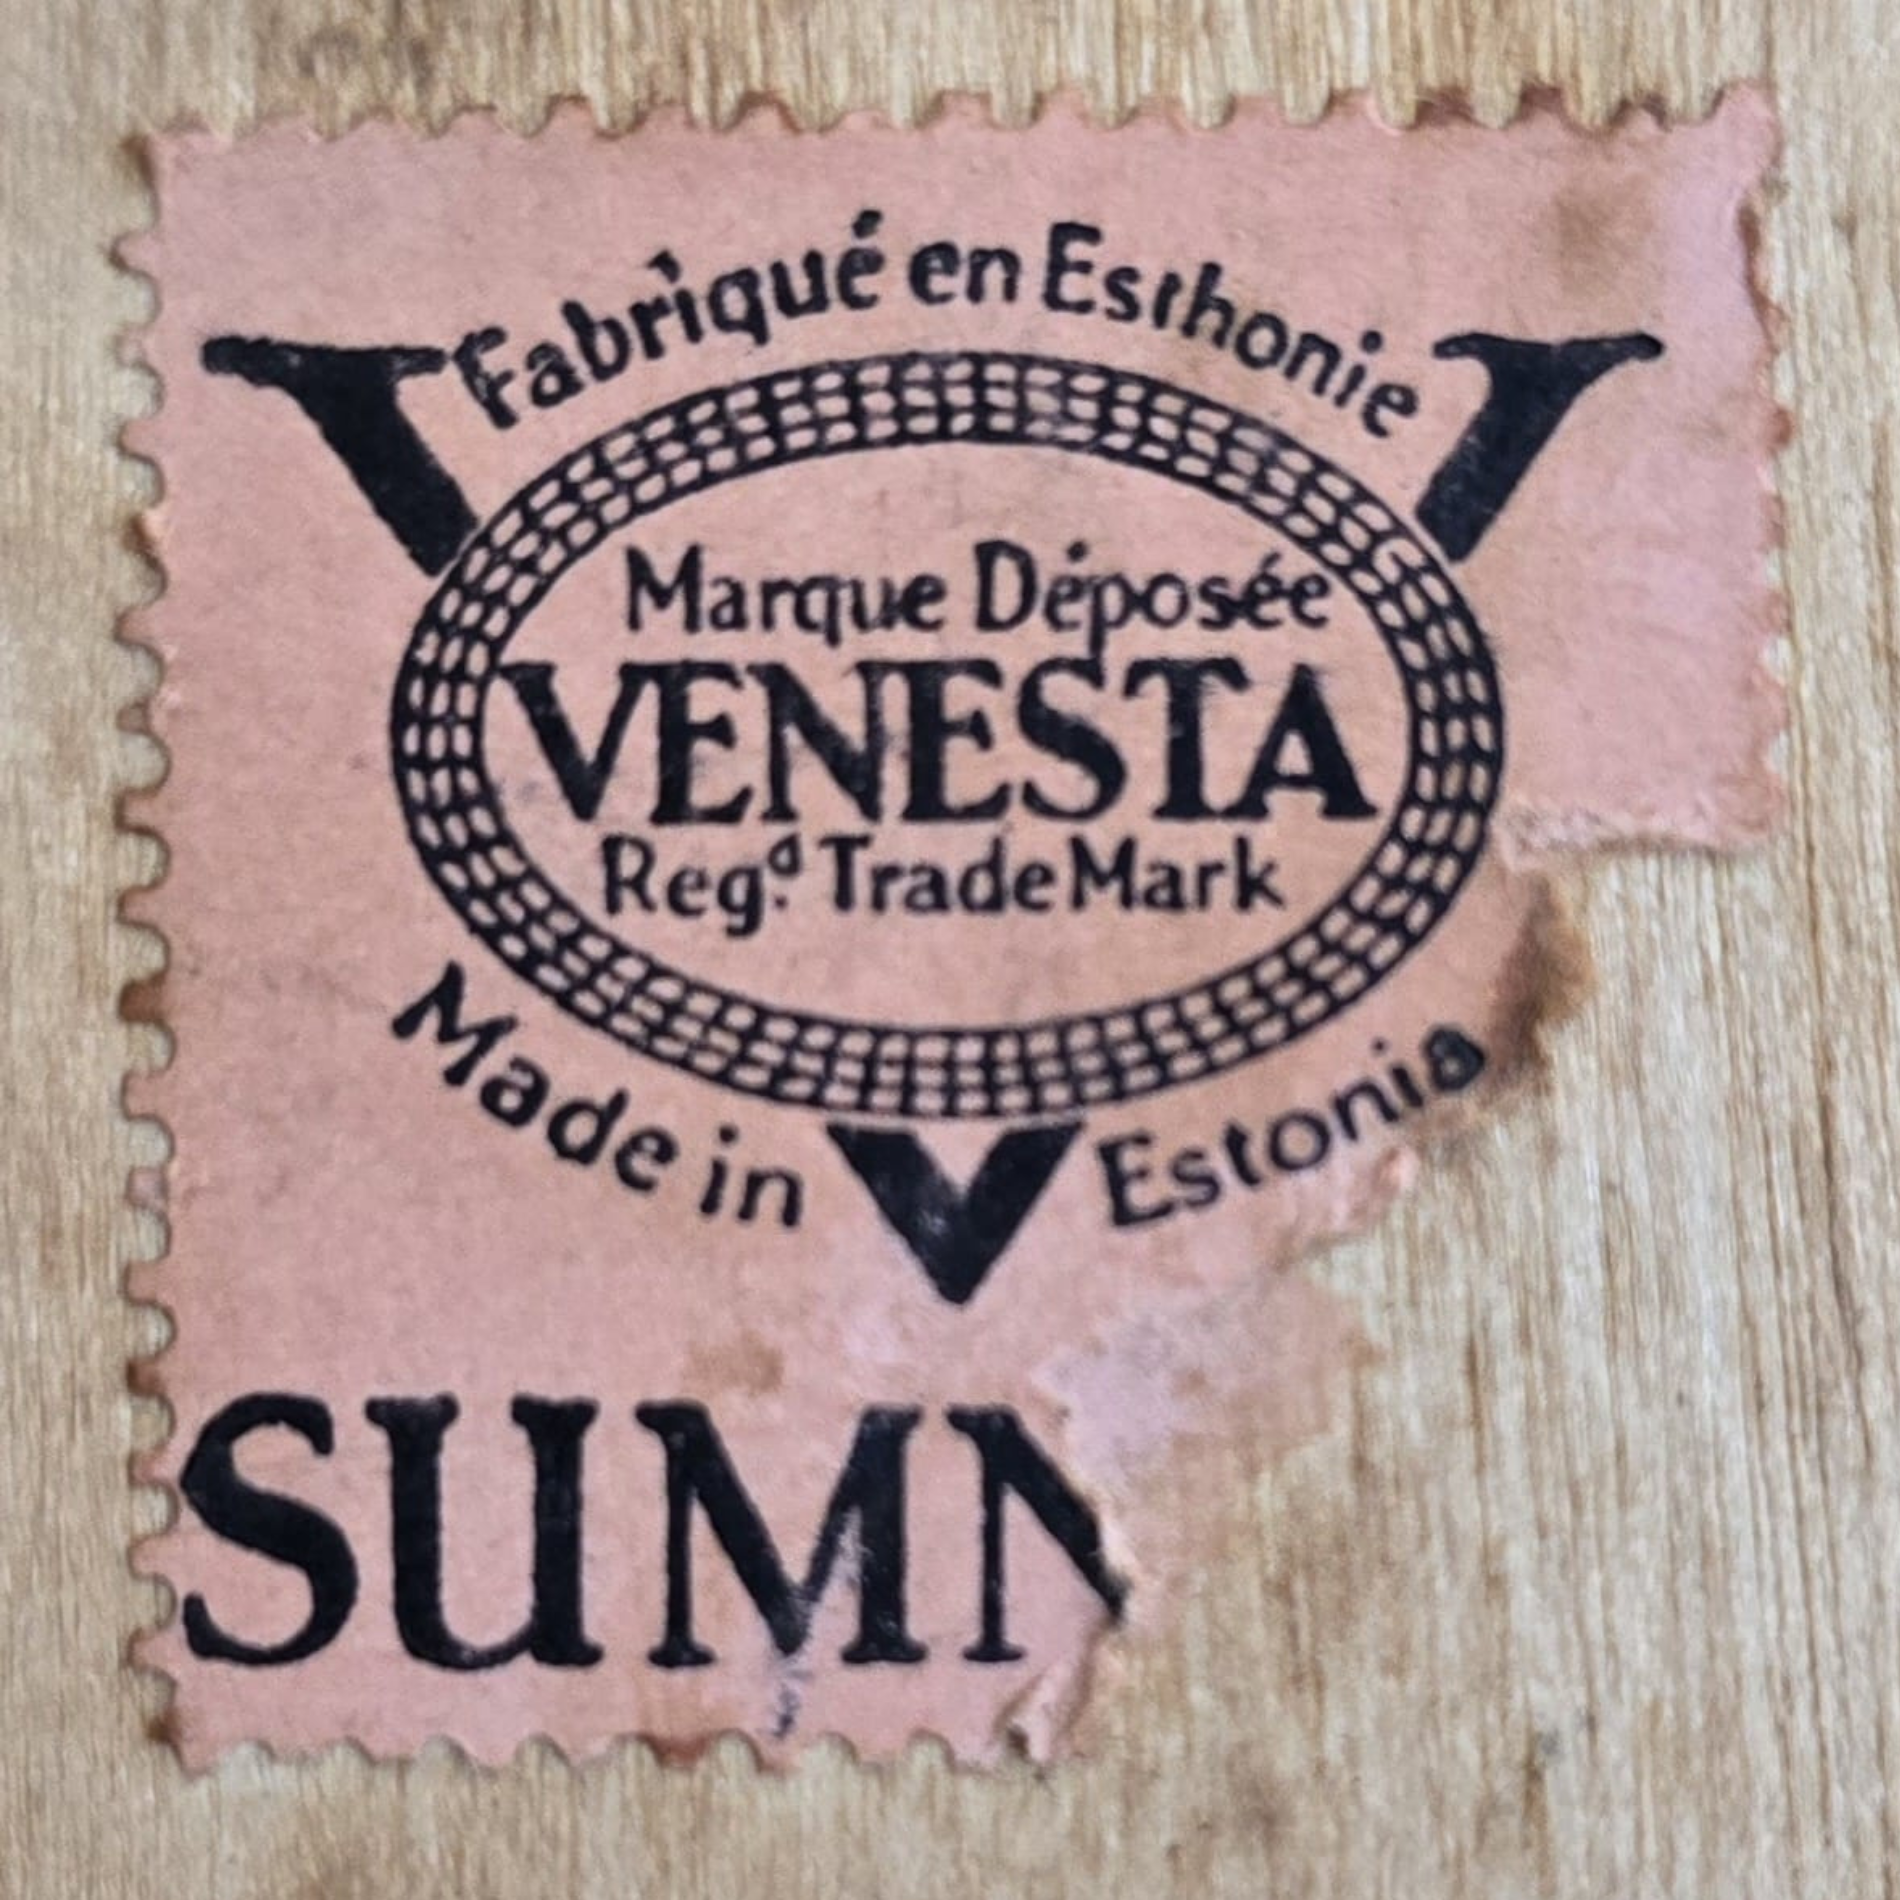 Fabriqué en Esthonie
Marque Déposée
VENESTA
Regd. Trade Mark
Made in Estonia
SUMN